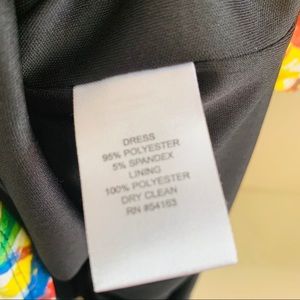 DRESS
95% POLYESTER
5% SPANDEX
LINING
100% POLYESTER
DRY CLEAN
RN #54163